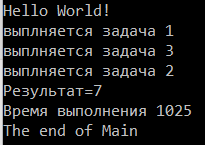 Hello World!
выплняется задача 1
выплняется задача 3
выплняется задача 2
Результат=7
Время выполнения 1025
The end of Main